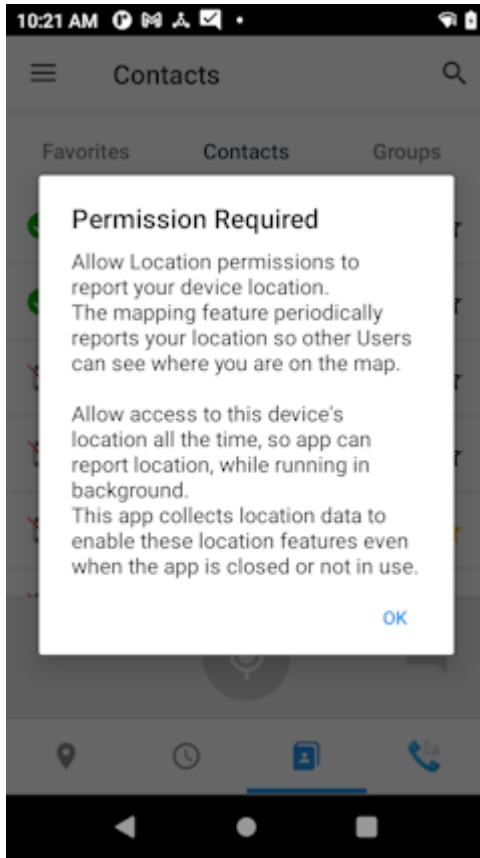 10:21 AM
Contacts
Favorites Contacts Groups
Permission Required
Allow Location permissions to
report your device location.
The mapping feature periodically
reports your location so other Users
can see where you are on the map.
Allow access to this device's
location all the time, so app can
report location, while running in
background.
This app collects location data to
enable these location features even
when the app is closed or not in use.
OK